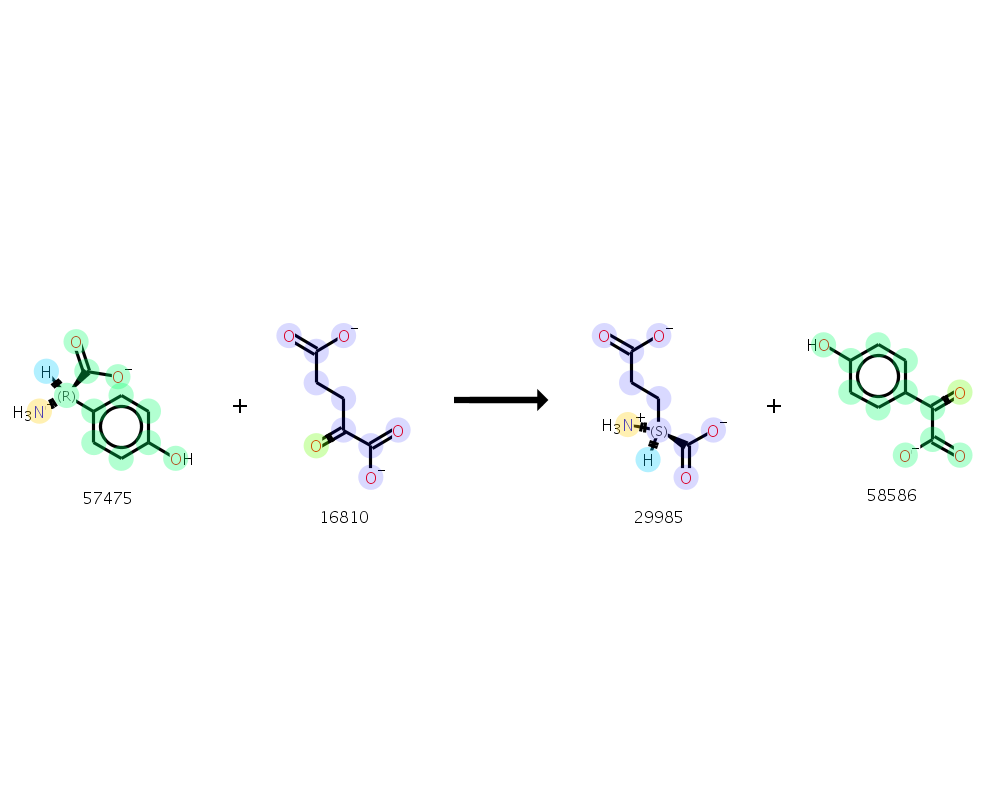 O O⁻ O O⁻ O O⁻
O HO
H O⁻ O
H₃N⁺ (R) + O O H₃N⁺ (S) O⁻ +
OH O⁻ H O O⁻ O
57475 16810 29985 58586